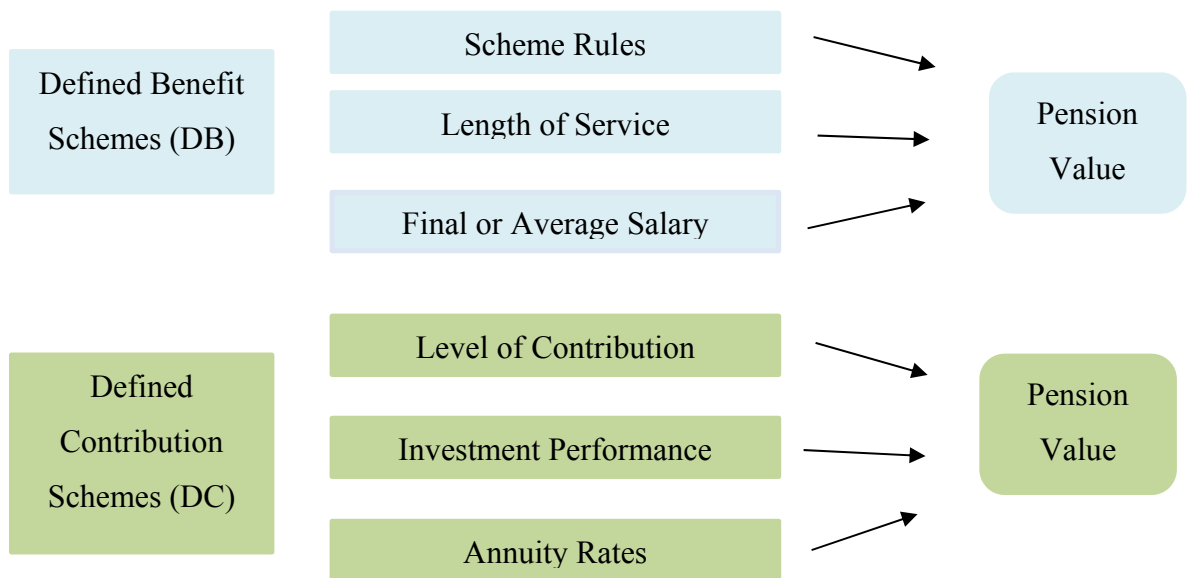 Defined Benefit
Schemes (DB)
Scheme Rules
Length of Service
Final or Average Salary
Pension
Value
Defined
Contribution
Schemes (DC)
Level of Contribution
Investment Performance
Annuity Rates
Pension
Value